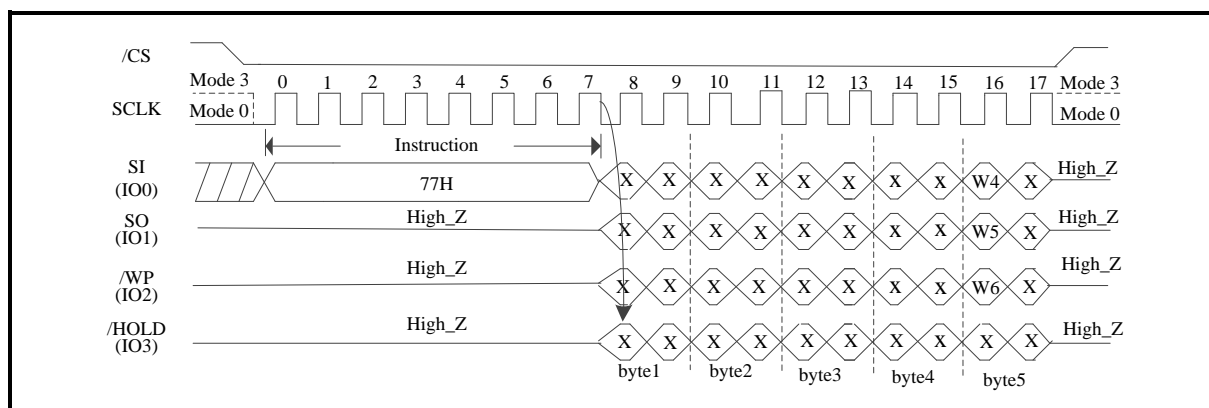 /CS
Mode 3 0 1 2 3 4 5 6 7 8 9 10 11 12 13 14 15 16 17 Mode 3
SCLK Mode 0 Mode 0
Instruction
SI
(IO0) 77H X X X X X X X X W4 X High_Z
SO
(IO1) High_Z X X X X X X X X W5 X High_Z
/WP
(IO2) High_Z X X X X X X X X W6 X High_Z
/HOLD
(IO3) High_Z X X X X X X X X X X High_Z
byte1 byte2 byte3 byte4 byte5